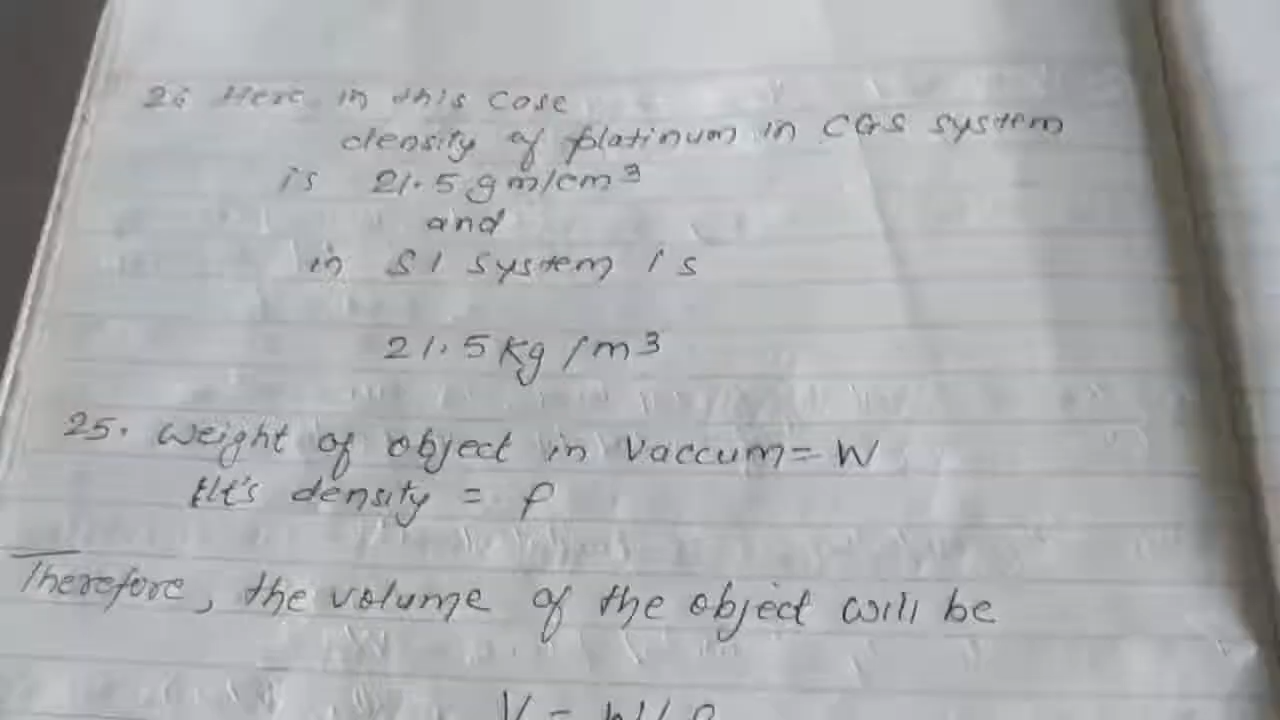 2: Here in this case
density of platinum in CGS system
is 21.5 gm/cm³
and
in SI system is
21.5 kg/m³
25. Weight of object in vaccum = W
It's density = ρ
Therefore, the volume of the object will be
V = W/ρ